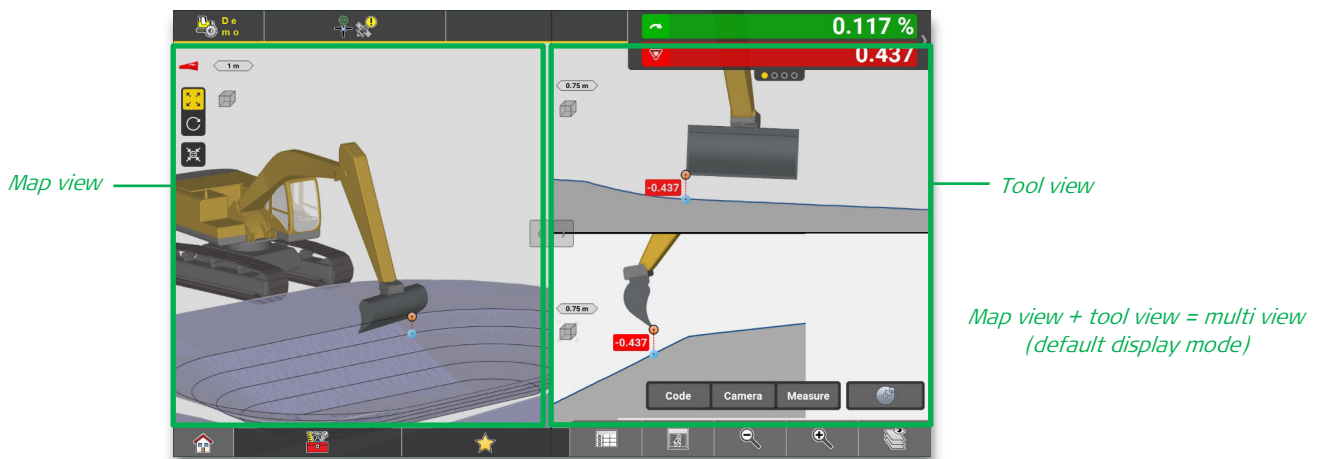 De
mo
0.117 %
0.437
1 m
0.75 m
-0.437
Map view
Tool view
0.75 m
-0.437
Map view + tool view = multi view
(default display mode)
Code
Camera
Measure